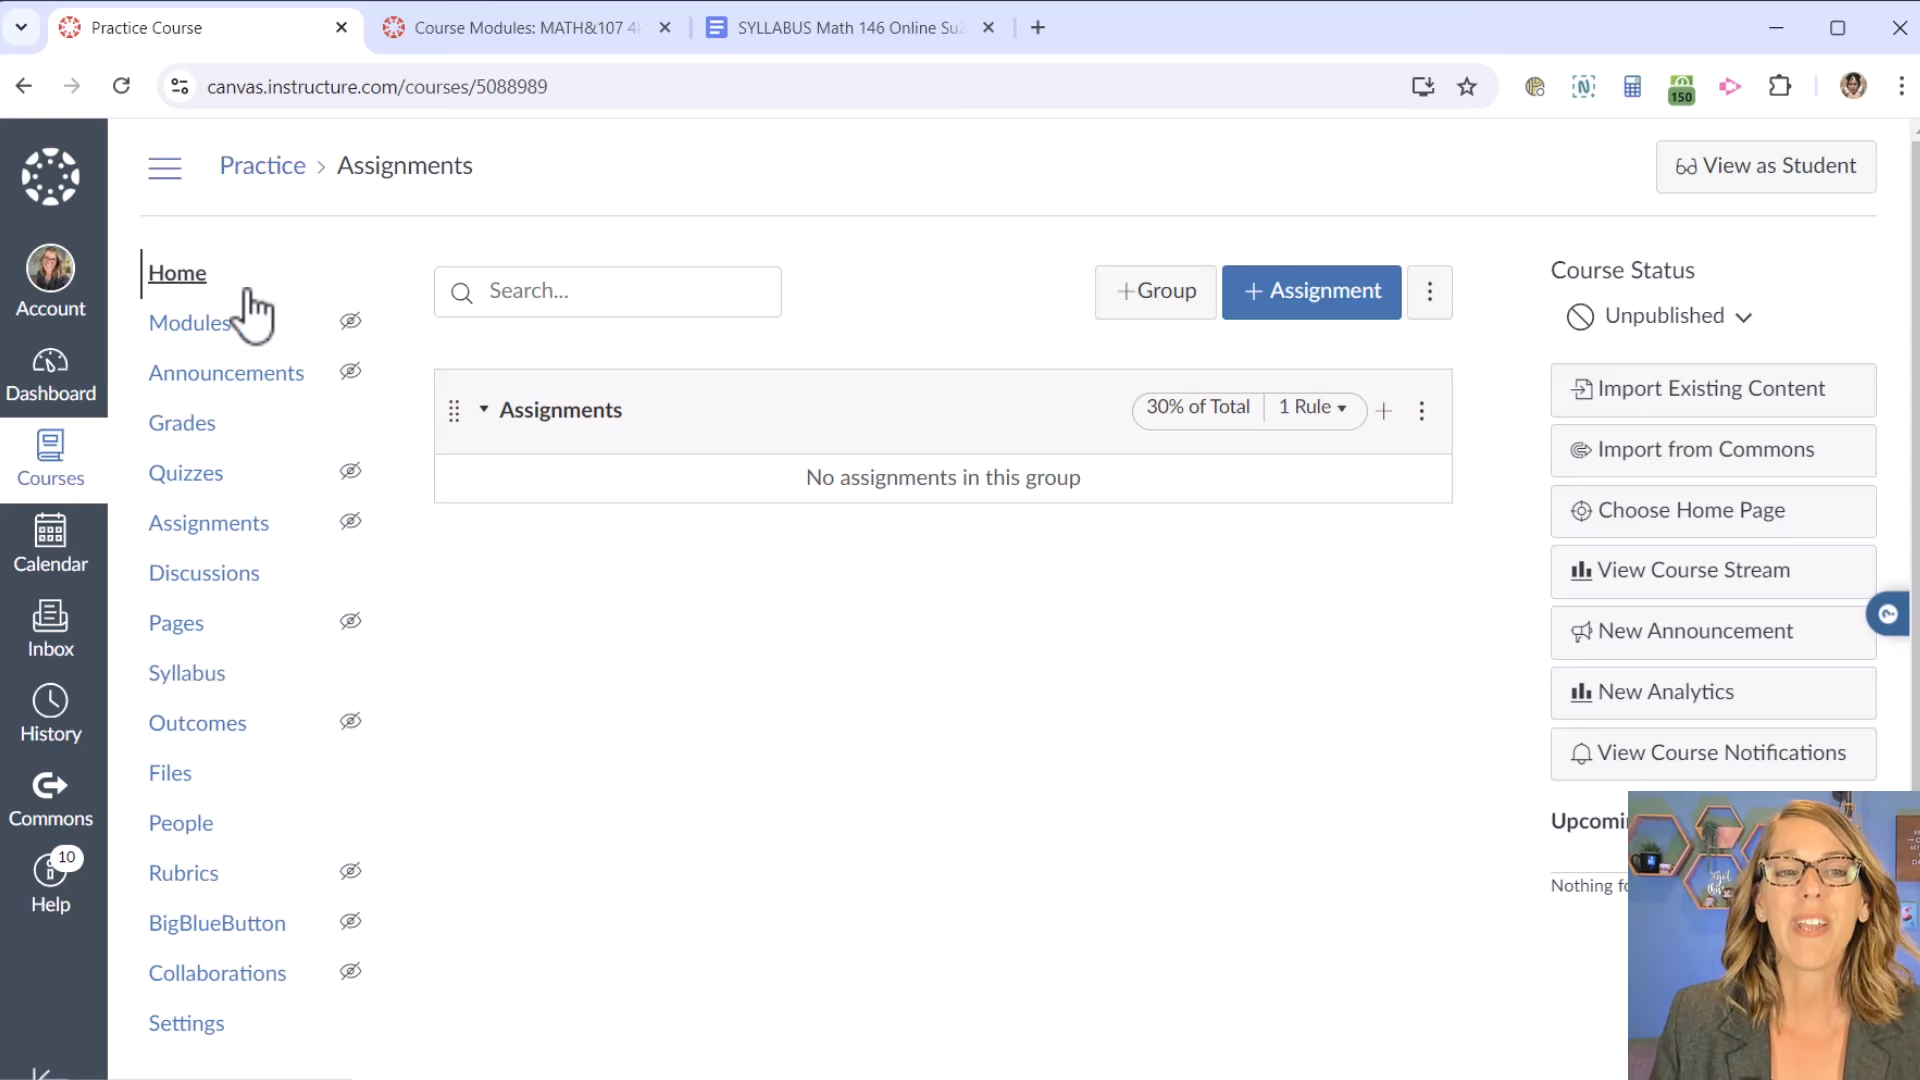 Practice Course
Course Modules: MATH&107 4
SYLLABUS Math 146 Online Su
canvas.instructure.com/courses/5088989
150
Practice > Assignments
View as Student
Account
Dashboard
Courses
Calendar
Inbox
History
Commons
10
Help
Home
Modules
Announcements
Grades
Quizzes
Assignments
Discussions
Pages
Syllabus
Outcomes
Files
People
Rubrics
BigBlueButton
Collaborations
Settings
Search...
+Group
+ Assignment
Assignments
30% of Total
1 Rule
No assignments in this group
Course Status
Unpublished
Import Existing Content
Import from Commons
Choose Home Page
View Course Stream
New Announcement
New Analytics
View Course Notifications
Upcomi
Nothing fo